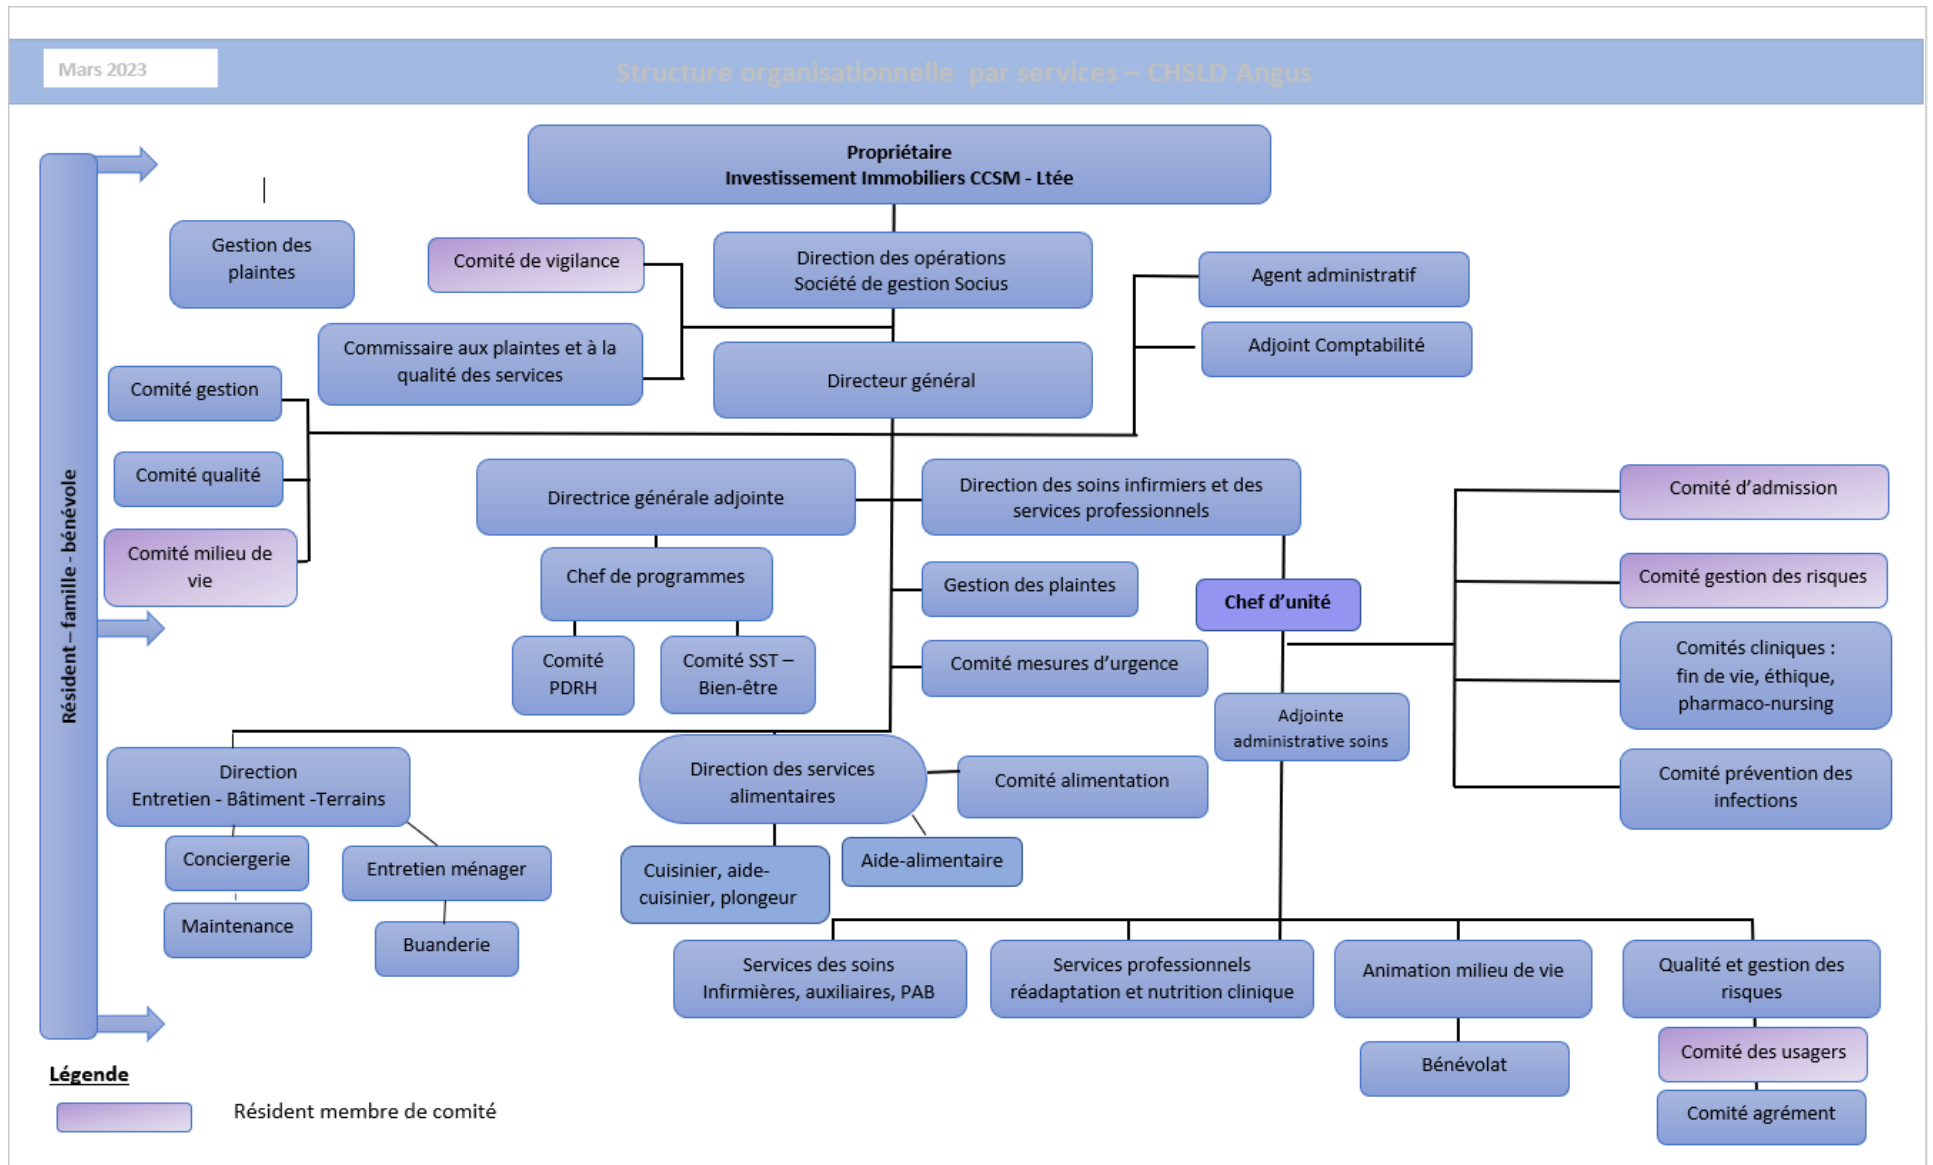 Mars 2023
Structure organisationnelle par services – CHSLD Angus
Propriétaire
Investissement Immobiliers CCSM - Ltée
Gestion des
plaintes
Comité de vigilance
Direction des opérations
Société de gestion Socius
Agent administratif
Commissaire aux plaintes et à la
qualité des services
Adjoint Comptabilité
Directeur général
Comité gestion
Comité qualité
Comité milieu de
vie
Résident – famille - bénévole
Directrice générale adjointe
Direction des soins infirmiers et des
services professionnels
Comité d’admission
Chef de programmes
Gestion des plaintes
Chef d’unité
Comité gestion des risques
Comité
PDRH
Comité SST –
Bien-être
Comité mesures d’urgence
Comités cliniques :
fin de vie, éthique,
pharmaco-nursing
Adjointe
administrative soins
Direction
Entretien - Bâtiment -Terrains
Direction des services
alimentaires
Comité alimentation
Comité prévention des
infections
Conciergerie
Entretien ménager
Cuisinier, aide-
cuisinier, plongeur
Aide-alimentaire
Maintenance
Buanderie
Services des soins
Infirmières, auxiliaires, PAB
Services professionnels
réadaptation et nutrition clinique
Animation milieu de vie
Qualité et gestion des
risques
Bénévolat
Comité des usagers
Comité agrément
Légende
Résident membre de comité